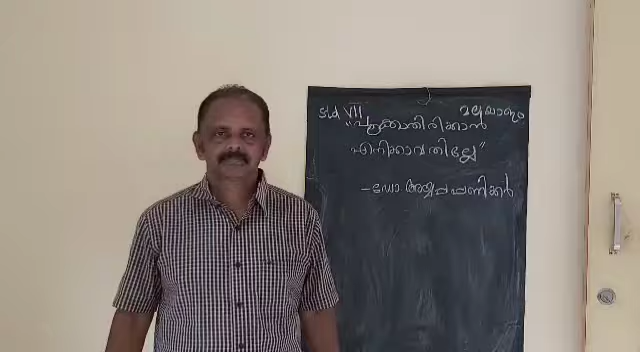 Std VII മലയാളം
"പൂക്കാതിരിക്കാൻ
എനിക്കാവതില്ലേ"
- ഡോ. അയ്യപ്പപണിക്കർ